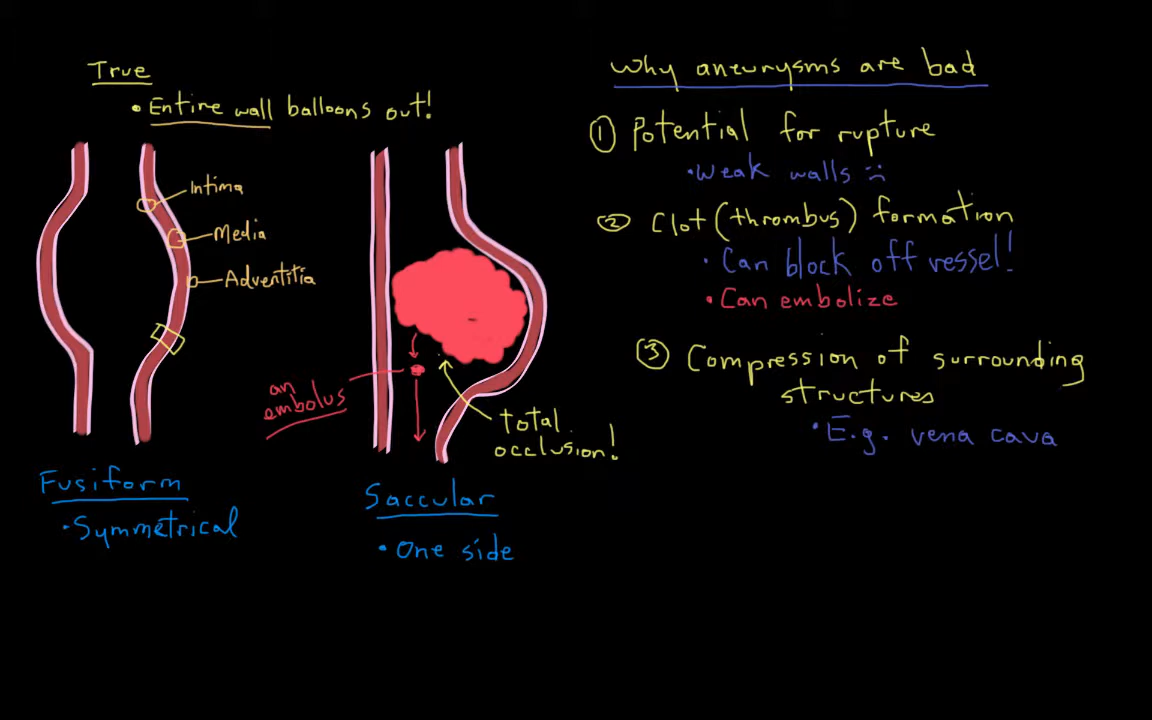 True
• Entire wall balloons out!
Intima
Media
Adventitia
an
embolus
total
occlusion!
Fusiform
• Symmetrical
Saccular
• One side
Why aneurysms are bad
① Potential for rupture
• Weak walls :(
② Clot (thrombus) formation
• Can block off vessel!
• Can embolize
③ Compression of surrounding
structures
• E.g. vena cava